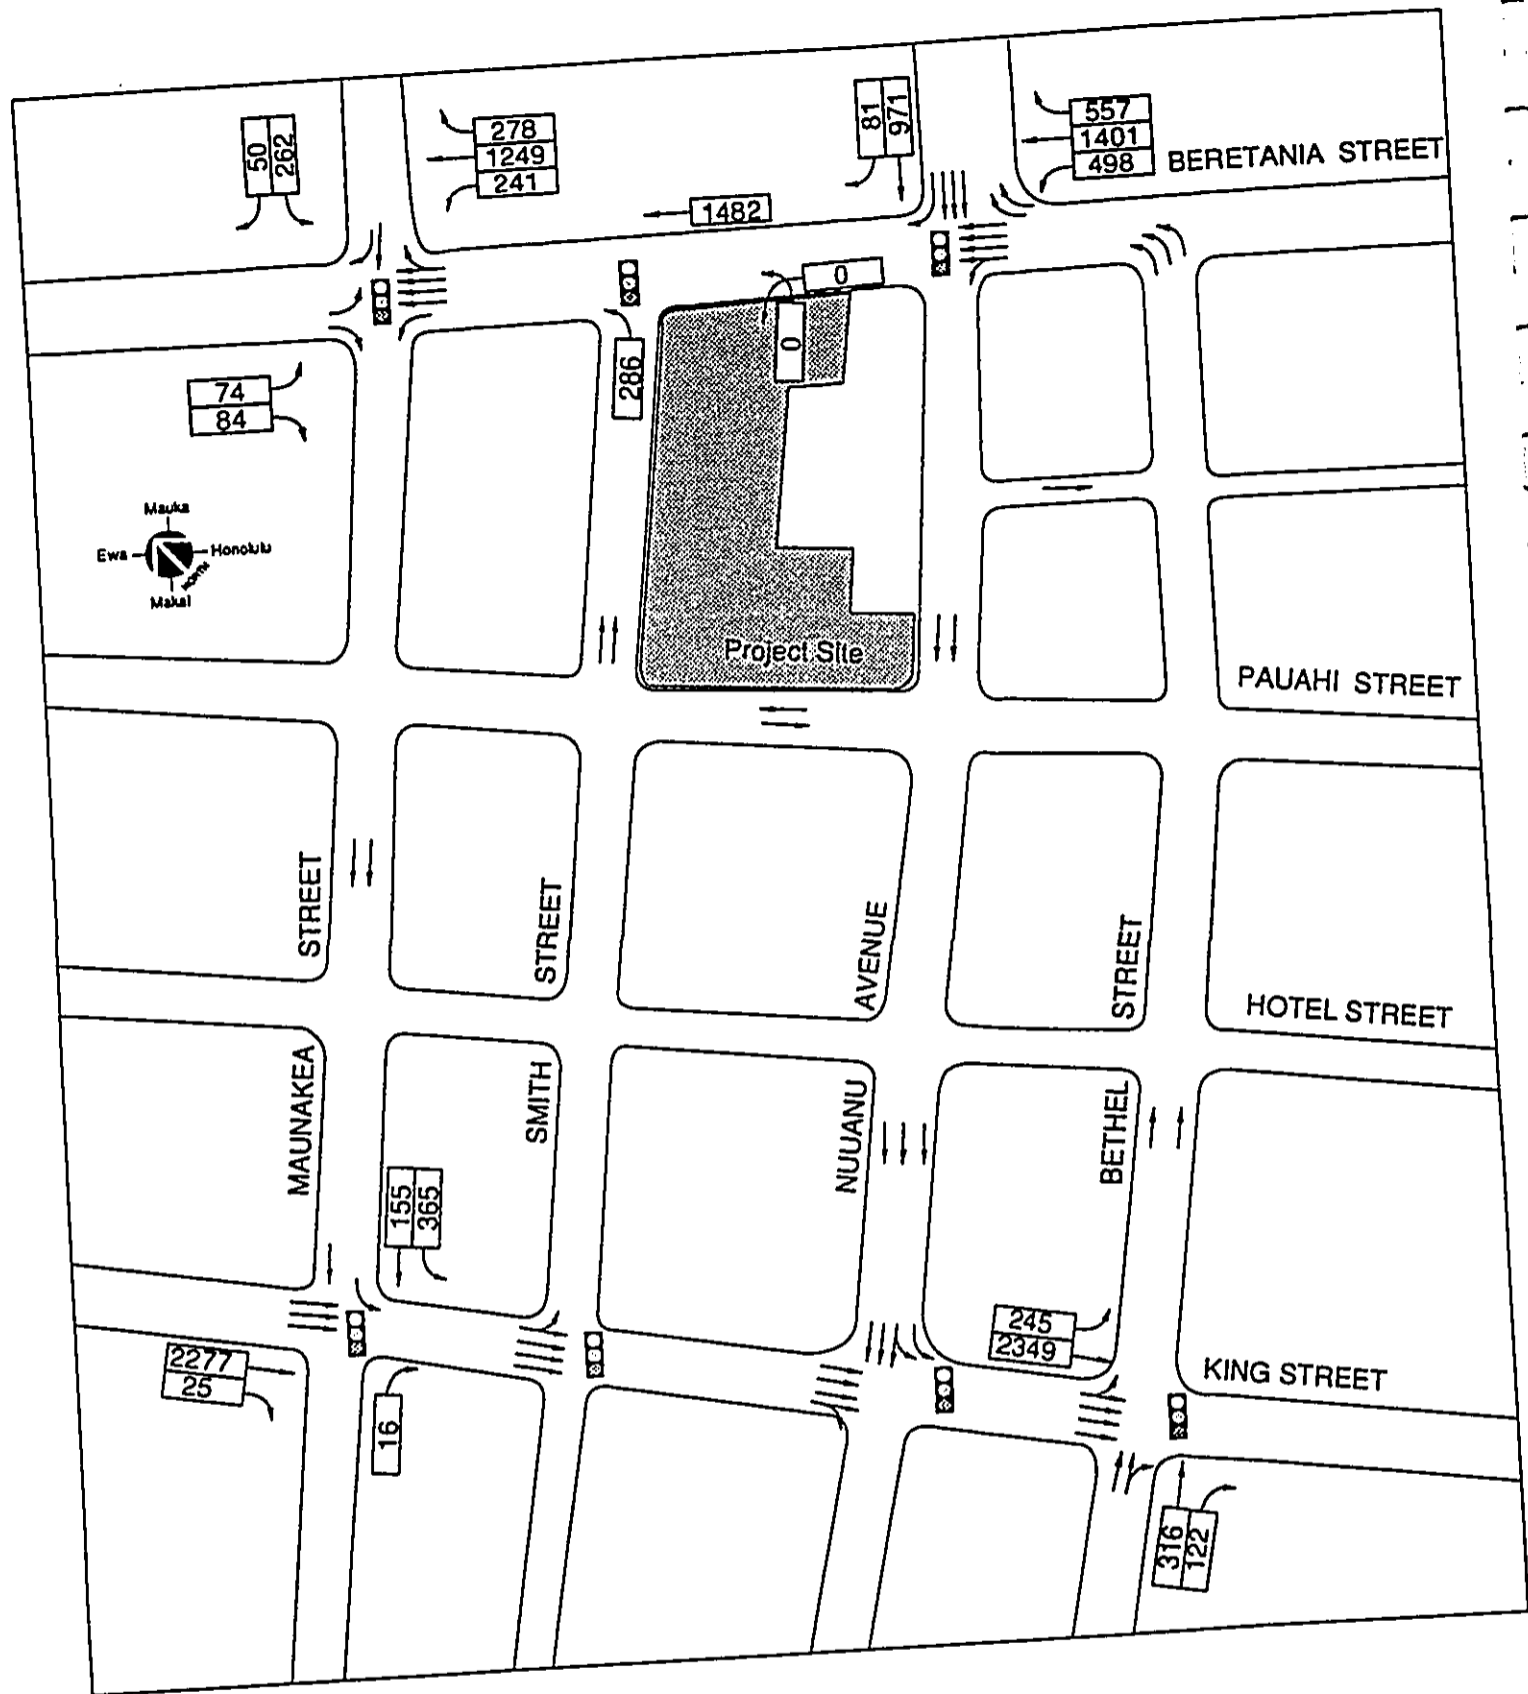 50
262
278
1249
241
81
971
557
1401
498
BERETANIA STREET
1482
0
0
286
74
84
Mauka
Ewa
Honolulu
NORTH
Makai
Project Site
PAUAHI STREET
MAUNAKEA STREET
SMITH STREET
NUUANU AVENUE
BETHEL STREET
HOTEL STREET
155
365
245
2349
KING STREET
2277
25
16
316
122